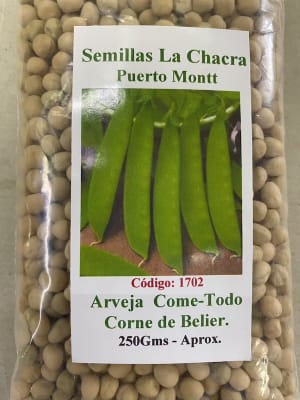 Semillas La Chacra
Puerto Montt
Código: 1702
Arveja Come-Todo
Corne de Belier.
250Gms - Aprox.